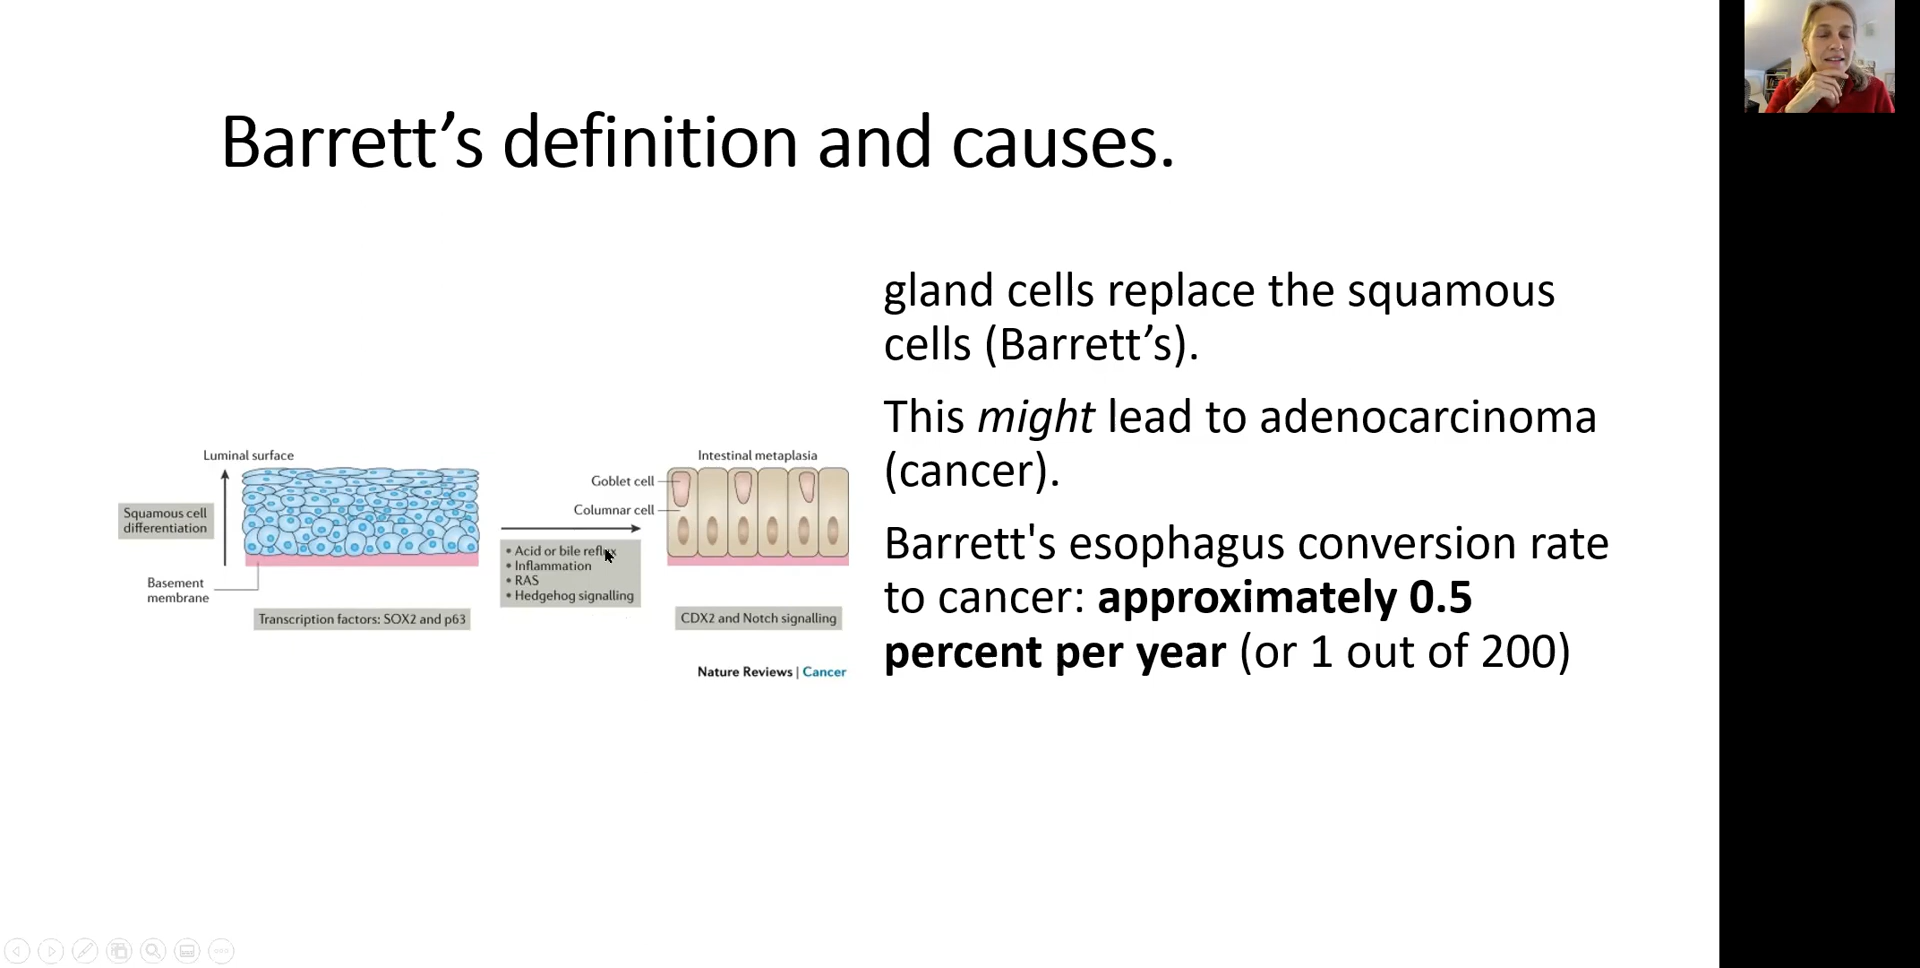 Barrett’s definition and causes.
gland cells replace the squamous
cells (Barrett’s).
This might lead to adenocarcinoma
(cancer).
Barrett's esophagus conversion rate
to cancer: approximately 0.5
percent per year (or 1 out of 200)
Luminal surface
Squamous cell
differentiation
Basement
membrane
Transcription factors: SOX2 and p63
• Acid or bile reflux
• Inflammation
• RAS
• Hedgehog signalling
Intestinal metaplasia
Goblet cell
Columnar cell
CDX2 and Notch signalling
Nature Reviews | Cancer